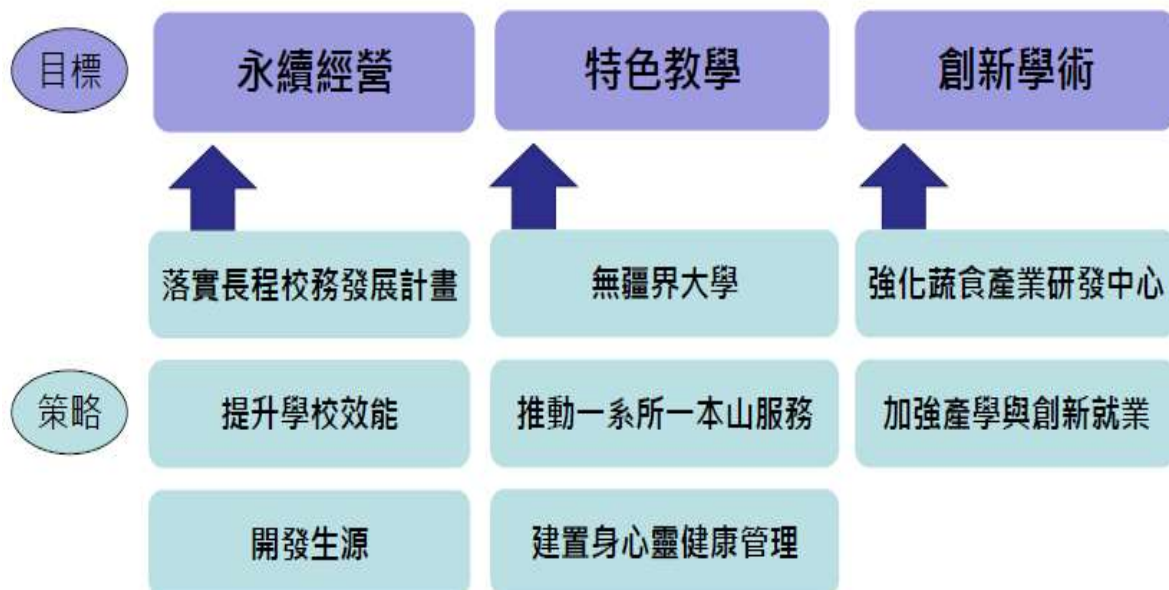 目標
永續經營
特色教學
創新學術
落實長程校務發展計畫
無疆界大學
強化蔬食產業研發中心
策略
提升學校效能
推動一系所一本山服務
加強產學與創新就業
開發生源
建置身心靈健康管理